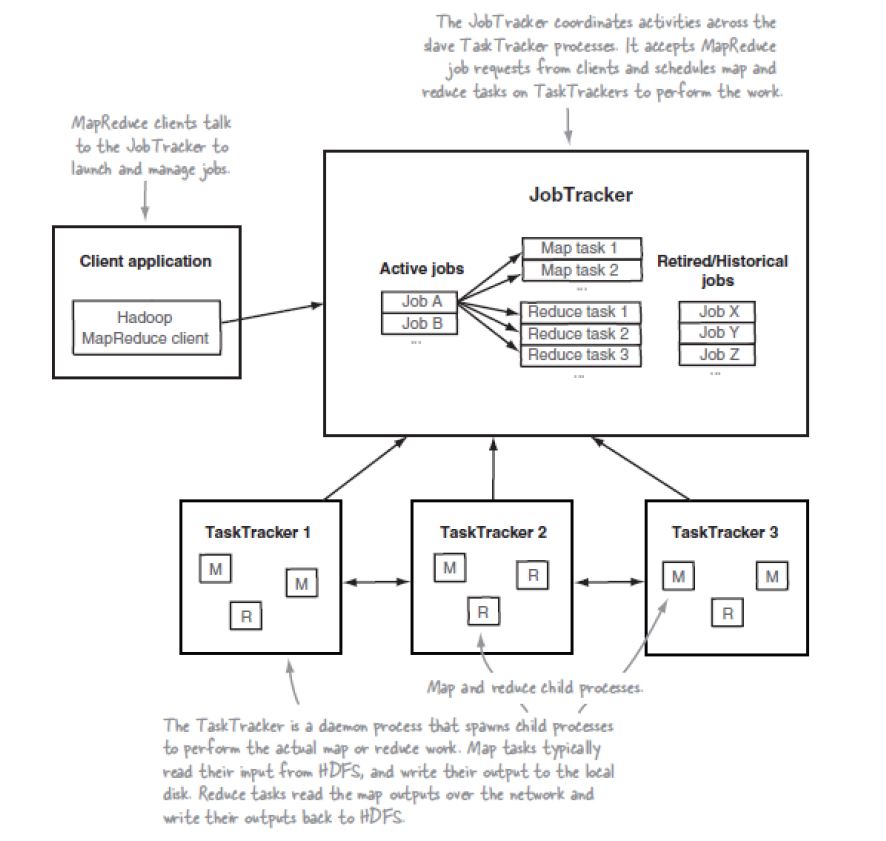 The JobTracker coordinates activities across the
slave TaskTracker processes. It accepts MapReduce
job requests from clients and schedules map and
reduce tasks on TaskTrackers to perform the work.
MapReduce clients talk
to the JobTracker to
launch and manage jobs.
JobTracker
Client application
Hadoop
MapReduce client
Active jobs
Job A
Job B
...
Map task 1
Map task 2
...
Reduce task 1
Reduce task 2
Reduce task 3
...
Retired/Historical
jobs
Job X
Job Y
Job Z
...
TaskTracker 1
M
M
R
TaskTracker 2
M
R
R
TaskTracker 3
M
M
R
Map and reduce child processes.
The TaskTracker is a daemon process that spawns child processes
to perform the actual map or reduce work. Map tasks typically
read their input from HDFS, and write their output to the local
disk. Reduce tasks read the map outputs over the network and
write their outputs back to HDFS.